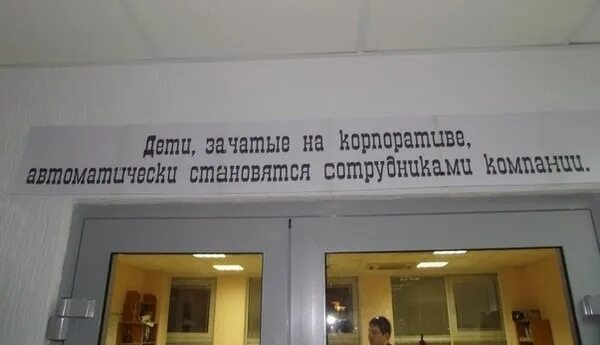 Дети, зачатые на корпоративе,
автоматически становятся сотрудниками компании.